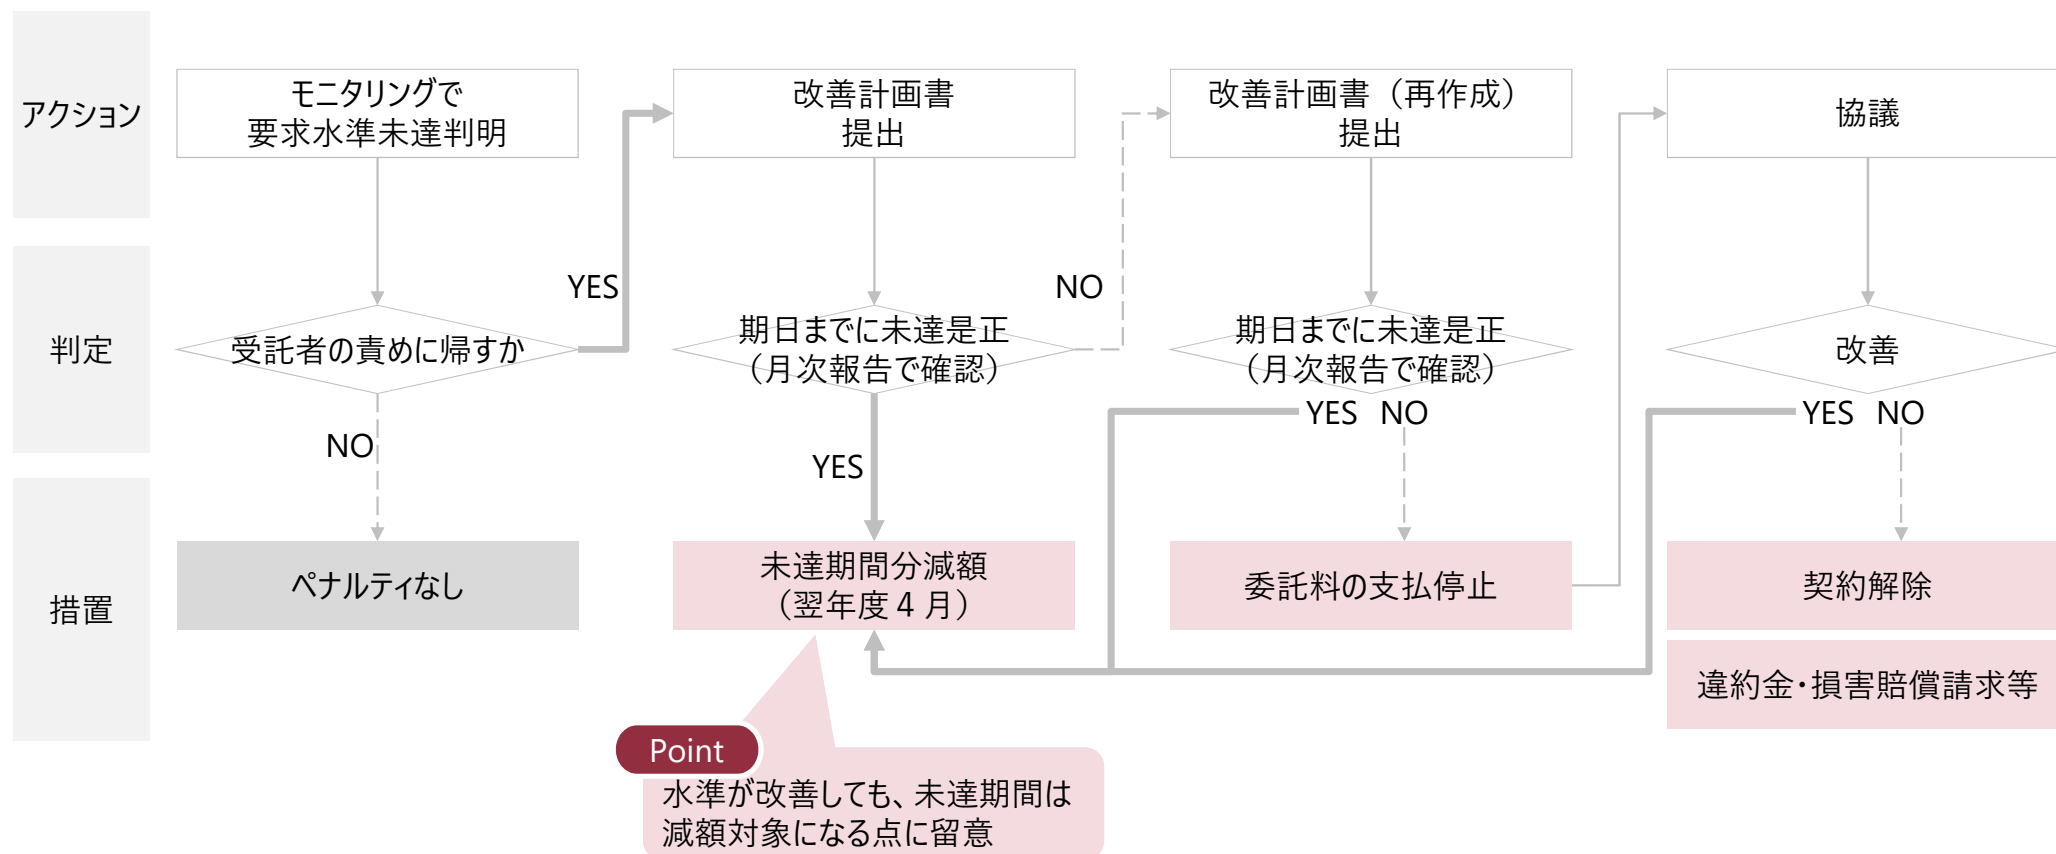 アクション
モニタリングで
要求水準未達判明
改善計画書
提出
改善計画書（再作成）
提出
協議
判定
受託者の責めに帰すか
YES
NO
期日までに未達是正
（月次報告で確認）
NO
YES
期日までに未達是正
（月次報告で確認）
YES NO
改善
YES NO
措置
ペナルティなし
未達期間分減額
（翌年度４月）
委託料の支払停止
契約解除
違約金・損害賠償請求等
Point
水準が改善しても、未達期間は
減額対象になる点に留意